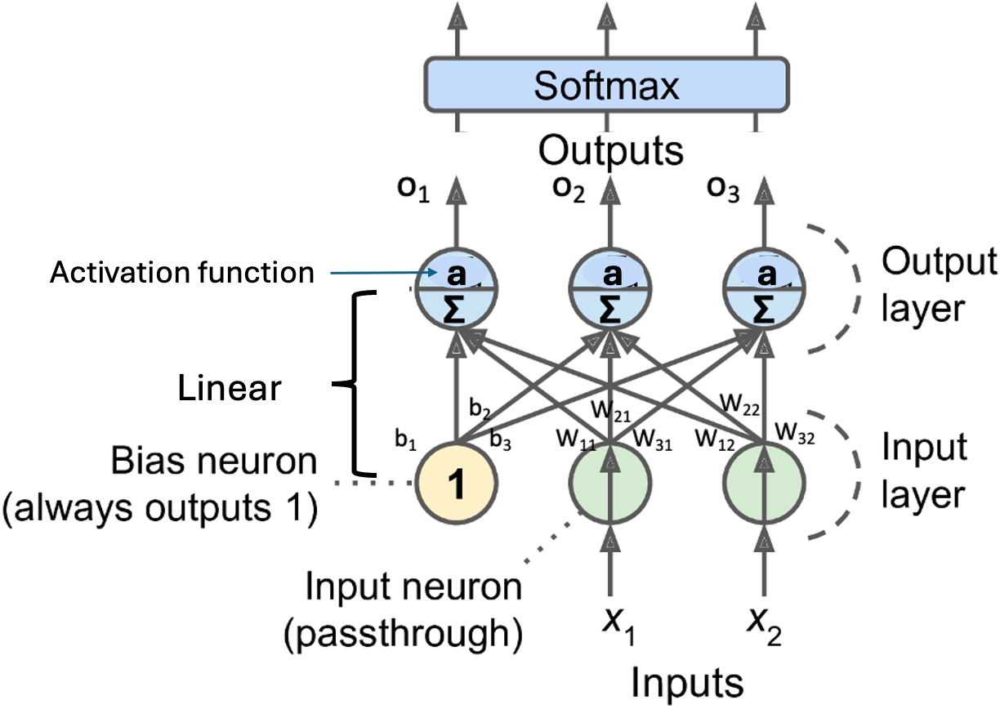 Softmax
Outputs
o1 o2 o3
Activation function
a a a
Σ Σ Σ
Output
layer
Linear
b2 W21 W22
b1 b3 W11 W31 W12 W32
Bias neuron
(always outputs 1)
1
Input
layer
Input neuron
(passthrough)
x1 x2
Inputs